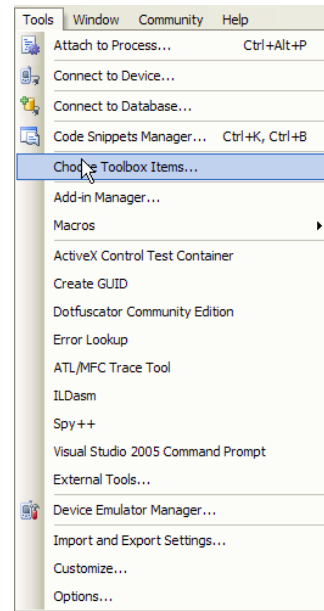 Tools Window Community Help
Attach to Process... Ctrl+Alt+P
Connect to Device...
Connect to Database...
Code Snippets Manager... Ctrl+K, Ctrl+B
Choose Toolbox Items...
Add-in Manager...
Macros
ActiveX Control Test Container
Create GUID
Dotfuscator Community Edition
Error Lookup
ATL/MFC Trace Tool
ILDasm
Spy++
Visual Studio 2005 Command Prompt
External Tools...
Device Emulator Manager...
Import and Export Settings...
Customize...
Options...